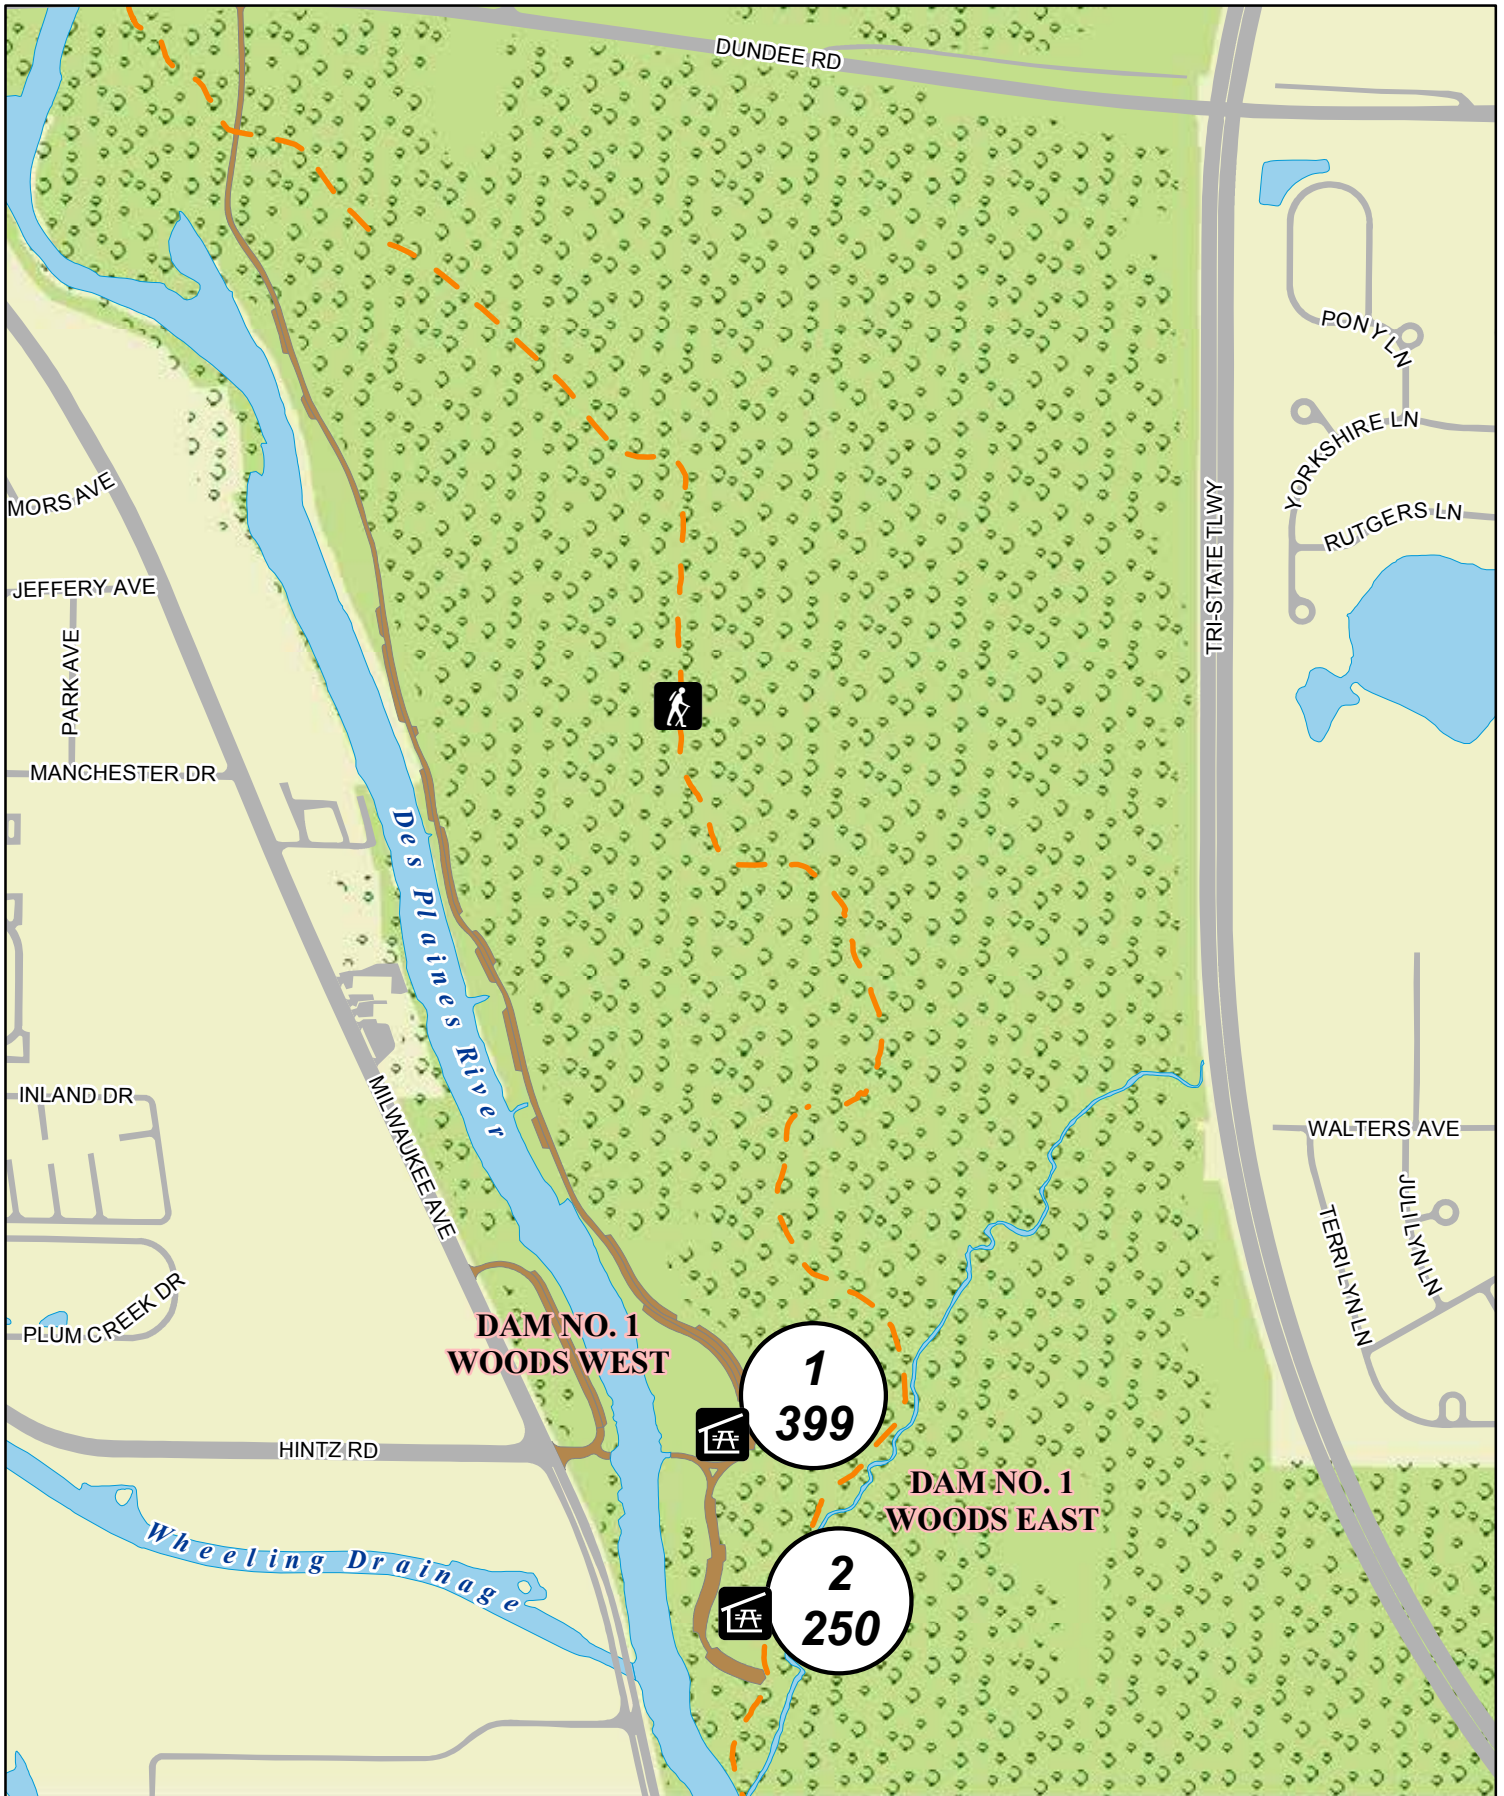 DUNDEE RD
PONY LN
YORKSHIRE LN
RUTGERS LN
TRI-STATE TLWY
MORS AVE
JEFFERY AVE
PARK AVE
MANCHESTER DR
Des Plaines River
INLAND DR
MILWAUKEE AVE
WALTERS AVE
JULI LYN LN
TERRI LYN LN
PLUM CREEK DR
DAM NO. 1
WOODS WEST
1
399
HINTZ RD
DAM NO. 1
WOODS EAST
Wheeling Drainage
2
250